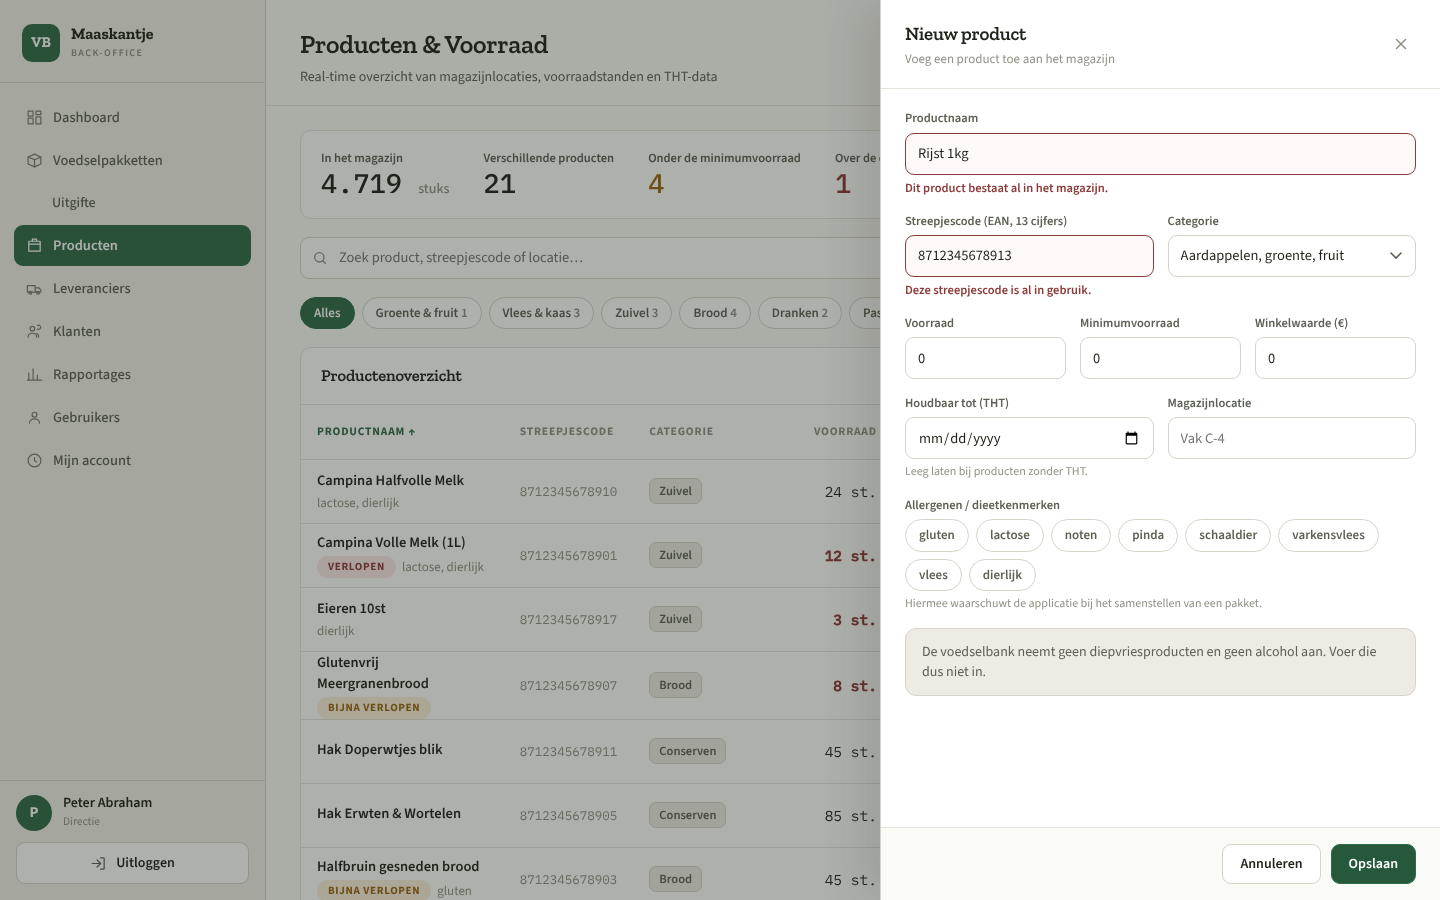 VB
Maaskantje
BACK-OFFICE
Dashboard
Voedselpakketten
Uitgifte
Producten
Leveranciers
Klanten
Rapportages
Gebruikers
Mijn account
P
Peter Abraham
Directie
Uitloggen
Producten & Voorraad
Real-time overzicht van magazijnlocaties, voorraadstanden en THT-data
In het magazijn
4.719 stuks
Verschillende producten
21
Onder de minimumvoorraad
4
Over de
1
Zoek product, streepjescode of locatie...
Alles
Groente & fruit 1
Vlees & kaas 3
Zuivel 3
Brood 4
Dranken 2
Productenoverzicht
PRODUCTNAAM ↑ STREEPJESCODE CATEGORIE VOORRAAD
Campina Halfvolle Melk 8712345678910 Zuivel 24 st.
lactose, dierlijk
Campina Volle Melk (1L) 8712345678901 Zuivel 12 st.
VERLOPEN lactose, dierlijk
Eieren 10st 8712345678917 Zuivel 3 st.
dierlijk
Glutenvrij
Meergranenbrood 8712345678907 Brood 8 st.
BIJNA VERLOPEN
Hak Doperwtjes blik 8712345678911 Conserven 45 st.
Hak Erwten & Wortelen 8712345678905 Conserven 85 st.
Halfbruin gesneden brood 8712345678903 Brood 45 st.
BIJNA VERLOPEN gluten
Nieuw product
Voeg een product toe aan het magazijn
Productnaam
Rijst 1kg
Dit product bestaat al in het magazijn.
Streepjescode (EAN, 13 cijfers)
8712345678913
Deze streepjescode is al in gebruik.
Categorie
Aardappelen, groente, fruit
Voorraad
0
Minimumvoorraad
0
Winkelwaarde (€)
0
Houdbaar tot (THT)
mm/dd/yyyy
Leeg laten bij producten zonder THT.
Magazijnlocatie
Vak C-4
Allergenen / dieetkenmerken
gluten lactose noten pinda schaaldier varkensvlees
vlees dierlijk
Hiermee waarschuwt de applicatie bij het samenstellen van een pakket.
De voedselbank neemt geen diepvriesproducten en geen alcohol aan. Voer die
dus niet in.
Annuleren
Opslaan